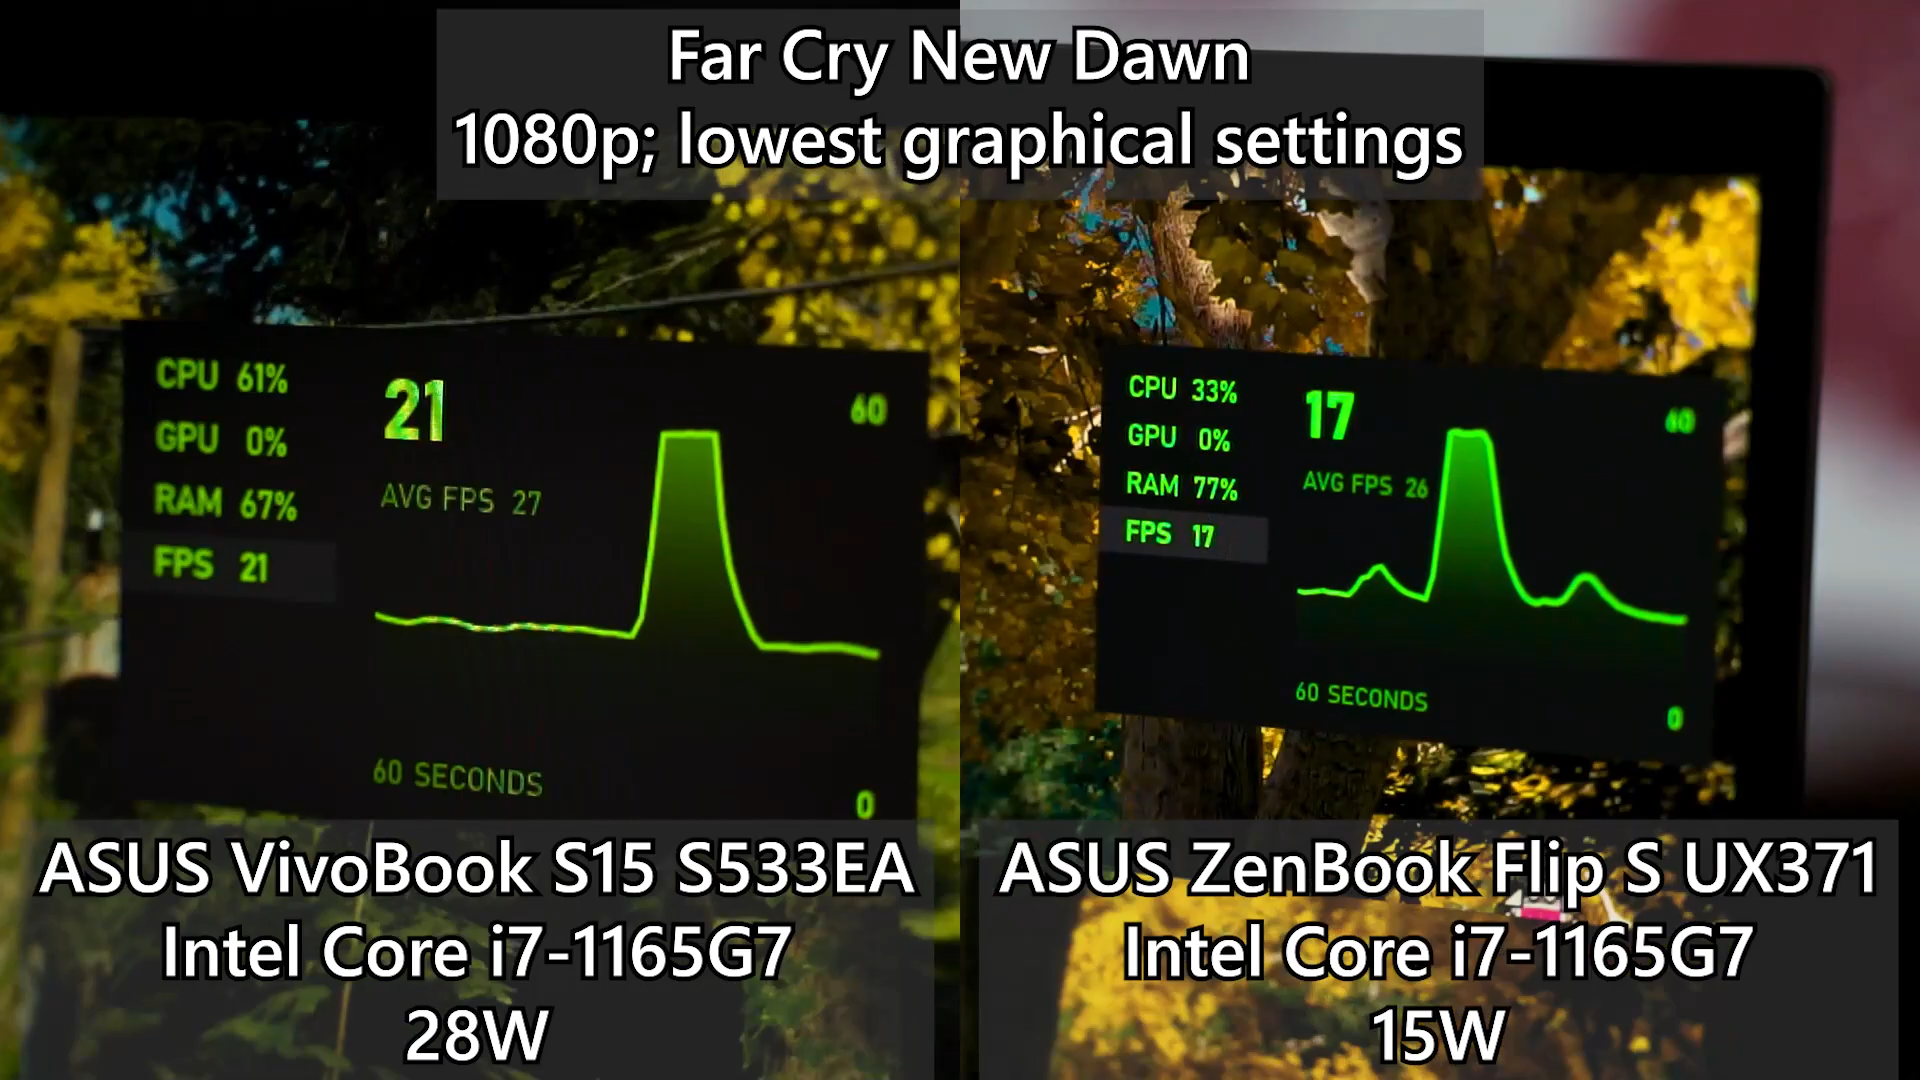 Far Cry New Dawn
1080p; lowest graphical settings
CPU 61%
GPU 0%
RAM 67%
FPS 21
21
60
AVG FPS 27
60 SECONDS
0
CPU 33%
GPU 0%
RAM 77%
FPS 17
17
60
AVG FPS 26
60 SECONDS
0
ASUS VivoBook S15 S533EA
Intel Core i7-1165G7
28W
ASUS ZenBook Flip S UX371
Intel Core i7-1165G7
15W